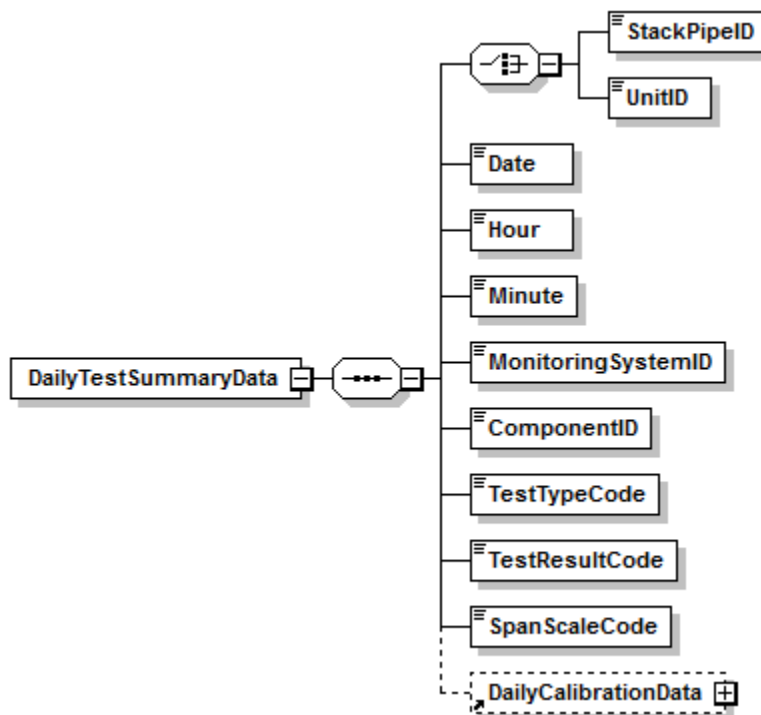 StackPipeID
UnitID
Date
Hour
Minute
MonitoringSystemID
DailyTestSummaryData
ComponentID
TestTypeCode
TestResultCode
SpanScaleCode
DailyCalibrationData